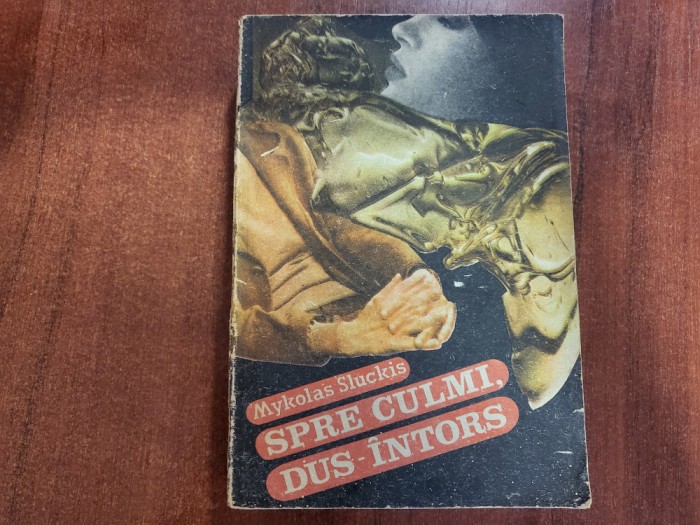 Mykolas Sluckis
SPRE CULMI,
DUS-ÎNTORS